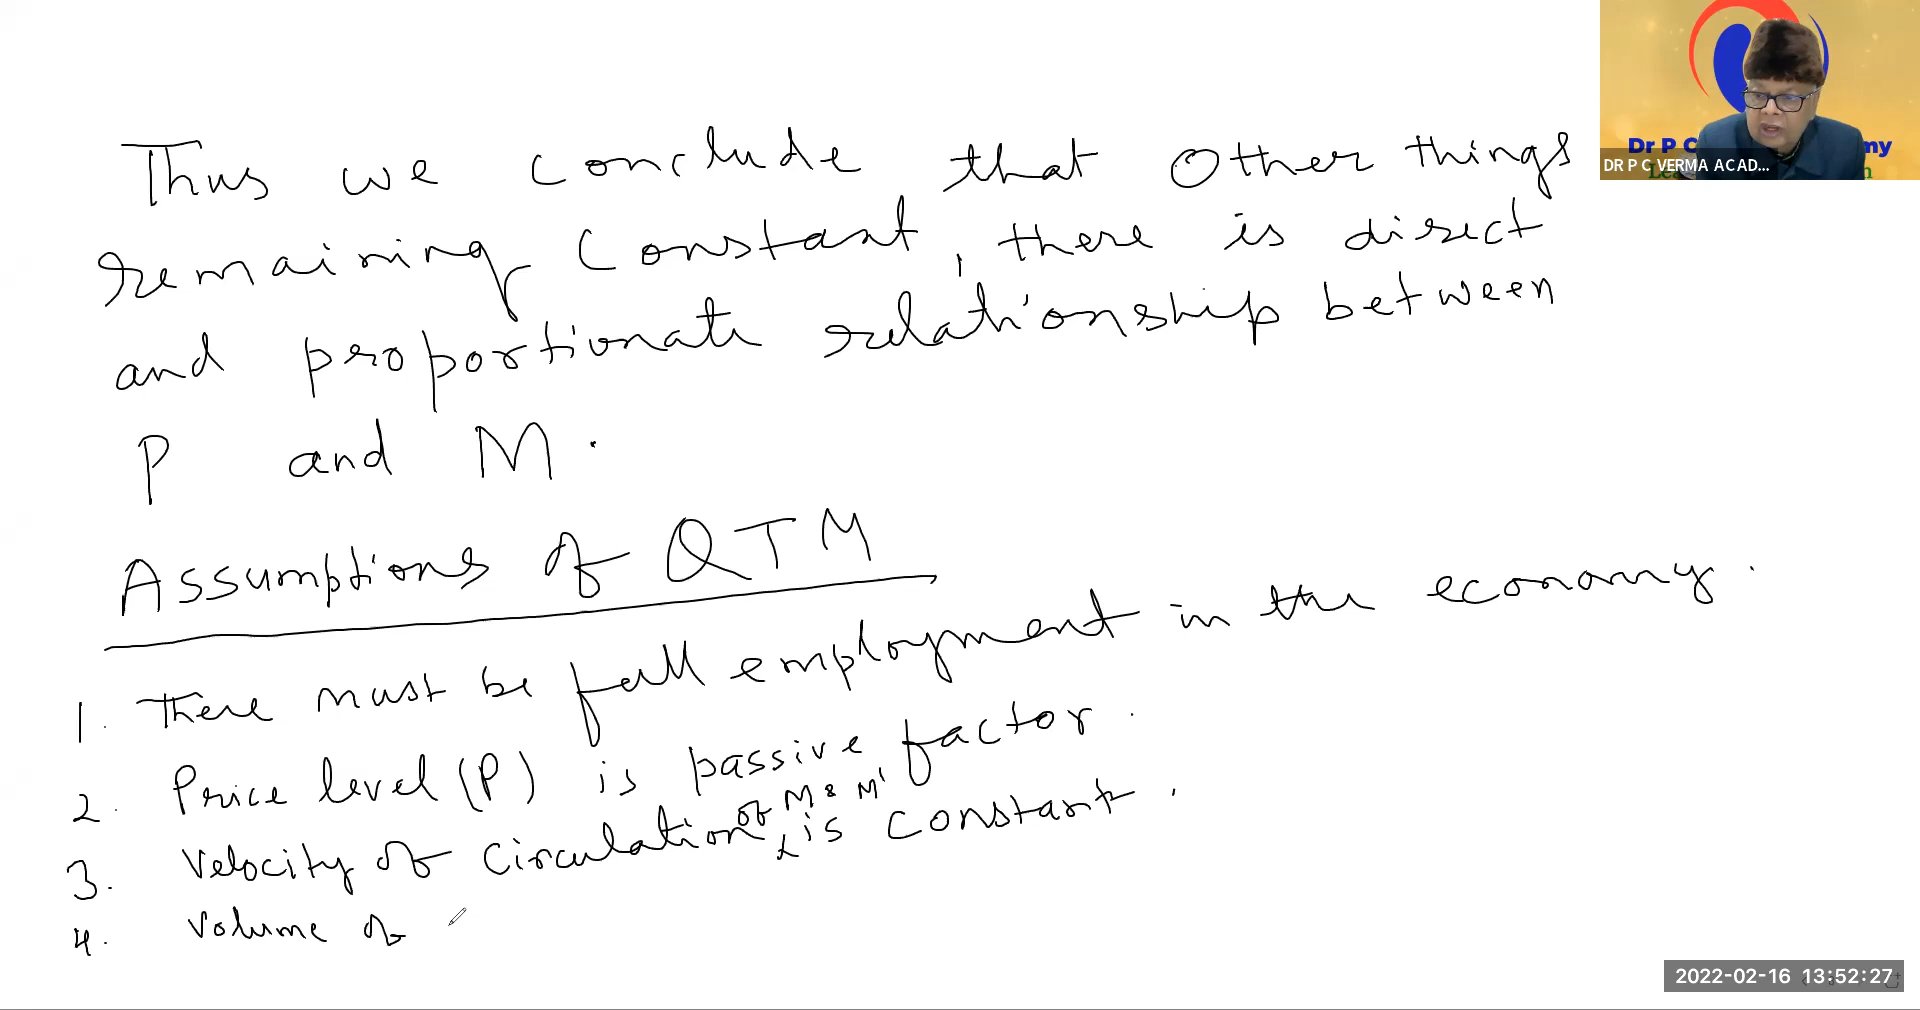 Thus we conclude that other things
remaining constant, there is direct
and proportionate relationship between
P and M.
Assumptions of QTM
1. There must be full employment in the economy.
2. Price level (P) is passive factor.
3. Velocity of circulation of M & M' is constant.
4. Volume of
Dr P C my
DR P C VERMA ACAD...
2022-02-16 13:52:27